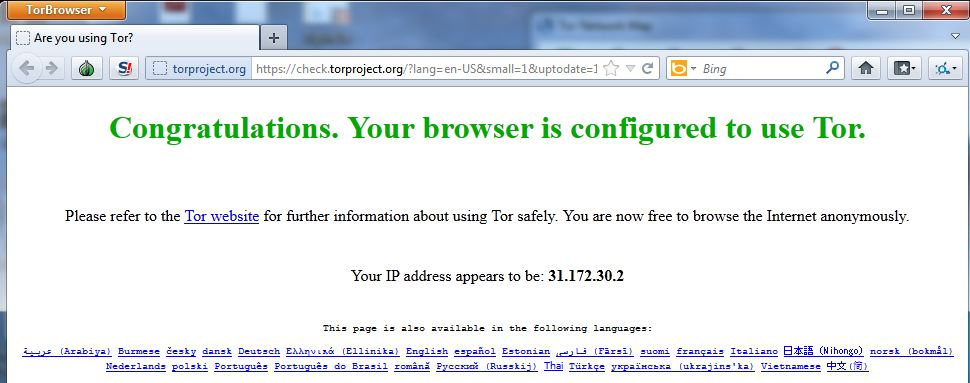 TorBrowser
Are you using Tor?
torproject.org https://check.torproject.org/?lang=en-US&small=1&uptodate=1 Bing
Congratulations. Your browser is configured to use Tor.
Please refer to the Tor website for further information about using Tor safely. You are now free to browse the Internet anonymously.
Your IP address appears to be: 31.172.30.2
This page is also available in the following languages:
عربية (Arabiya) Burmese česky dansk Deutsch Ελληνικά (Ellinika) English español Estonian فارسی (Fārsī) suomi français Italiano 日本語 (Nihongo) norsk (bokmål)
Nederlands polski Português Português do Brasil română Русский (Russkij) Thai Türkçe українська (ukrajins'ka) Vietnamese 中文(简)